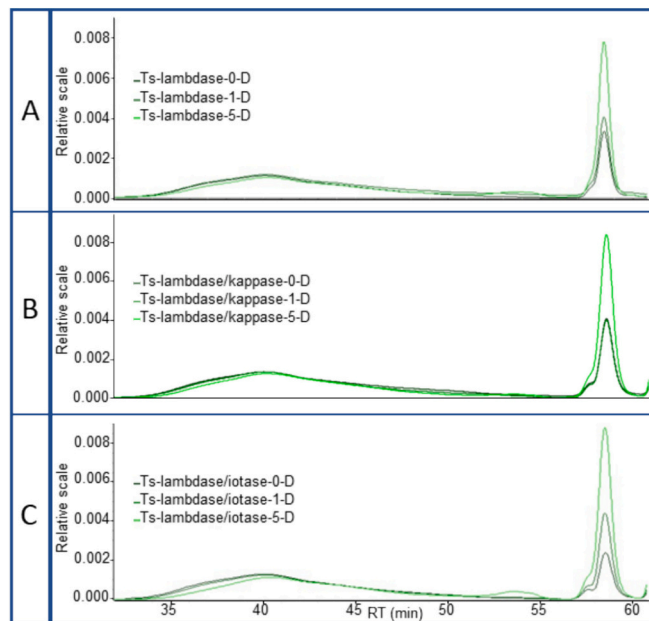 A
Relative scale
0.008
0.006
0.004
0.002
0.000
Ts-lambdase-0-D
Ts-lambdase-1-D
Ts-lambdase-5-D
B
Relative scale
0.008
0.006
0.004
0.002
0.000
Ts-lambdase/kappase-0-D
Ts-lambdase/kappase-1-D
Ts-lambdase/kappase-5-D
C
Relative scale
0.008
0.006
0.004
0.002
0.000
Ts-lambdase/iotase-0-D
Ts-lambdase/iotase-1-D
Ts-lambdase/iotase-5-D
35 40 45 RT (min) 50 55 60